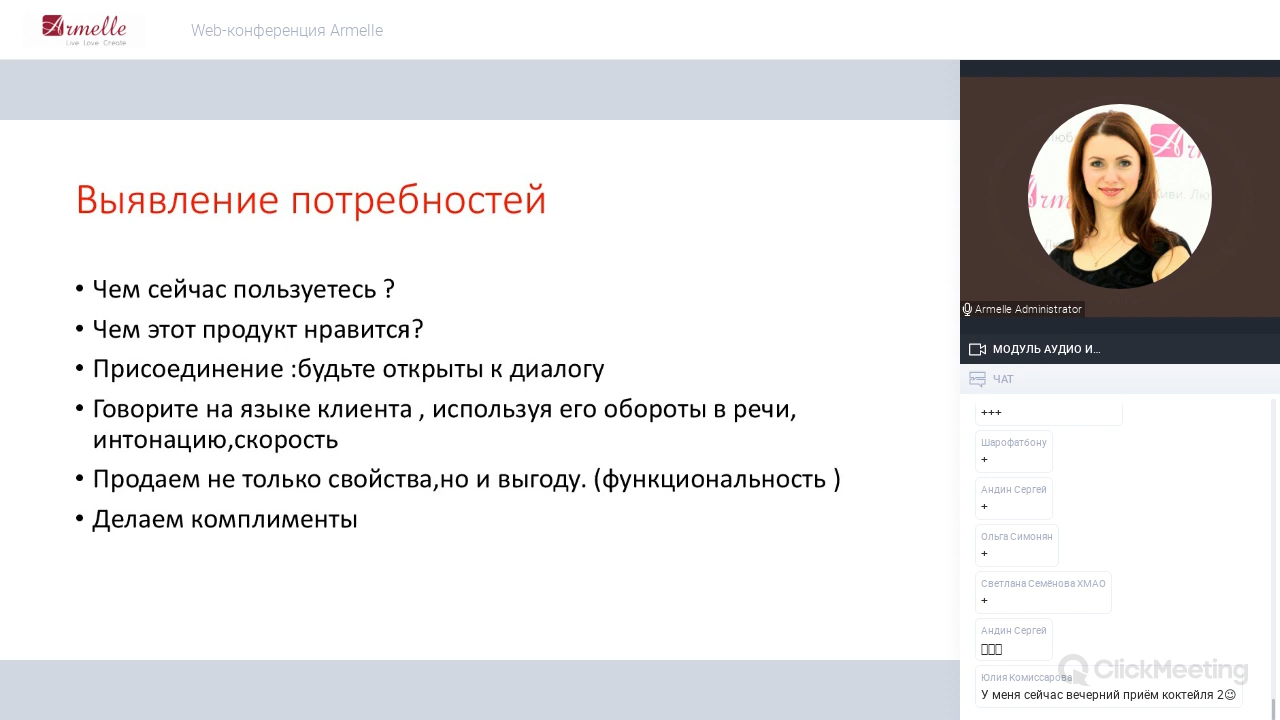 Armelle
Live Love Create
Web-конференция Armelle
Выявление потребностей
• Чем сейчас пользуетесь ?
• Чем этот продукт нравится?
• Присоединение :будьте открыты к диалогу
• Говорите на языке клиента , используя его обороты в речи,
интонацию,скорость
• Продаем не только свойства,но и выгоду. (функциональность )
• Делаем комплименты
Armelle Administrator
МОДУЛЬ АУДИО И...
ЧАТ
+++
Шарофатбону
+
Андин Сергей
+
Ольга Симонян
+
Светлана Семёнова ХМАО
+
Андин Сергей
Юлия Комиссарова
У меня сейчас вечерний приём коктейля 2😉
ClickMeeting